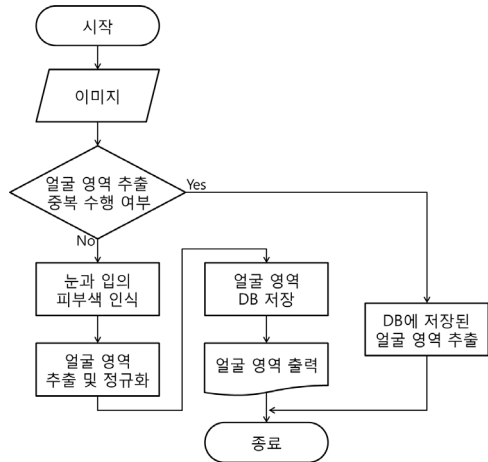 시작
이미지
얼굴 영역 추출
중복 수행 여부
Yes
No
눈과 입의
피부색 인식
얼굴 영역
추출 및 정규화
얼굴 영역
DB 저장
얼굴 영역 출력
DB에 저장된
얼굴 영역 추출
종료